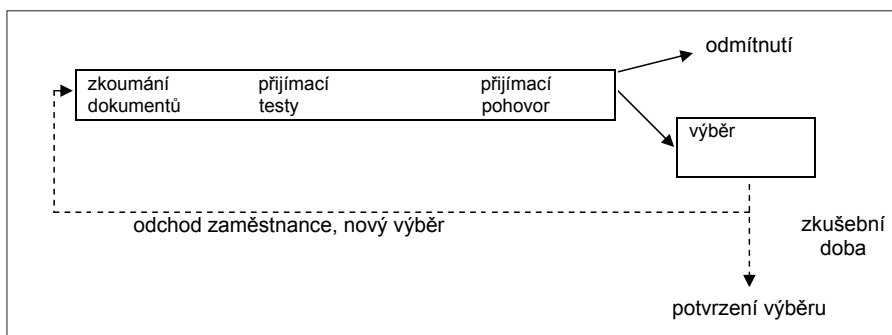 odmítnutí
zkoumání přijímací přijímací
dokumentů testy pohovor
výběr
odchod zaměstnance, nový výběr
zkušební
doba
potvrzení výběru